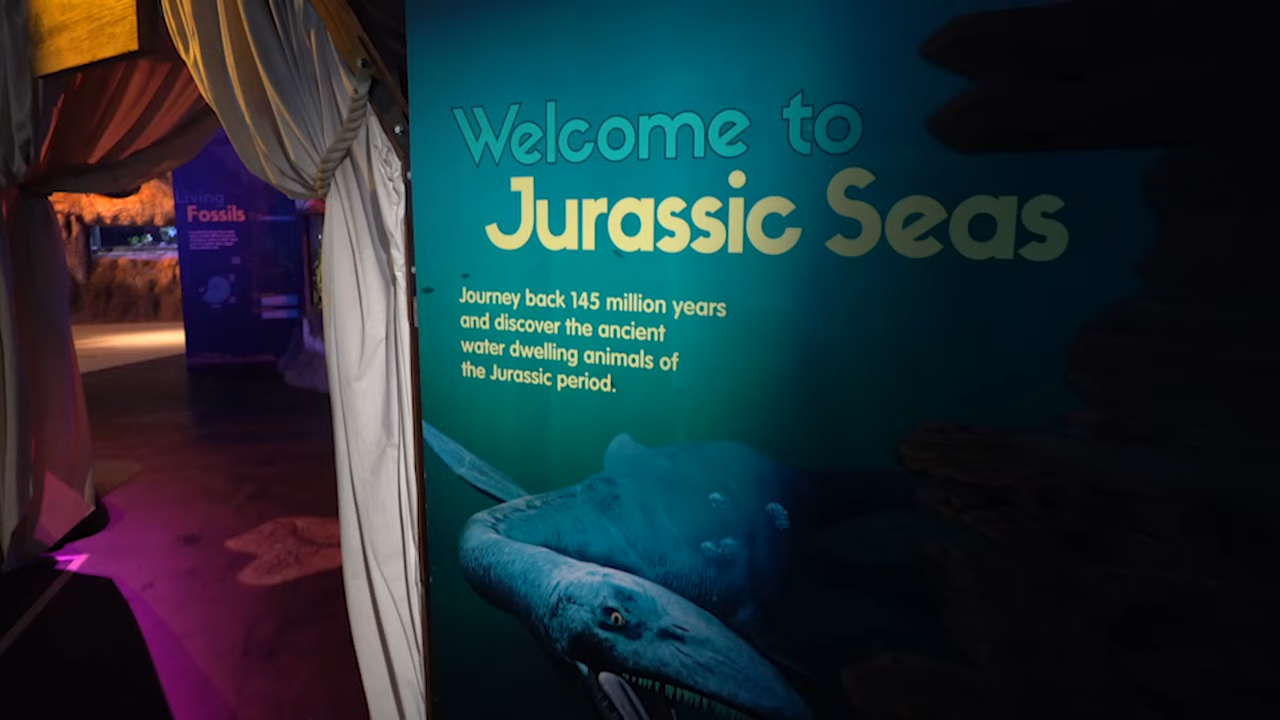 Welcome to
Jurassic Seas
Journey back 145 million years
and discover the ancient
water dwelling animals of
the Jurassic period.
Living
Fossils